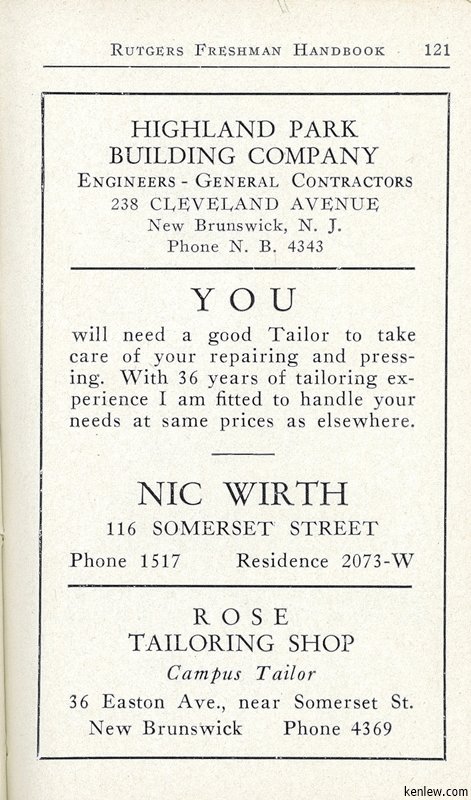 RUTGERS FRESHMAN HANDBOOK 121
HIGHLAND PARK
BUILDING COMPANY
ENGINEERS - GENERAL CONTRACTORS
238 CLEVELAND AVENUE
New Brunswick, N. J.
Phone N. B. 4343
YOU
will need a good Tailor to take
care of your repairing and press-
ing. With 36 years of tailoring ex-
perience I am fitted to handle your
needs at same prices as elsewhere.
NIC WIRTH
116 SOMERSET STREET
Phone 1517 Residence 2073-W
ROSE
TAILORING SHOP
Campus Tailor
36 Easton Ave., near Somerset St.
New Brunswick Phone 4369
kenlew.com